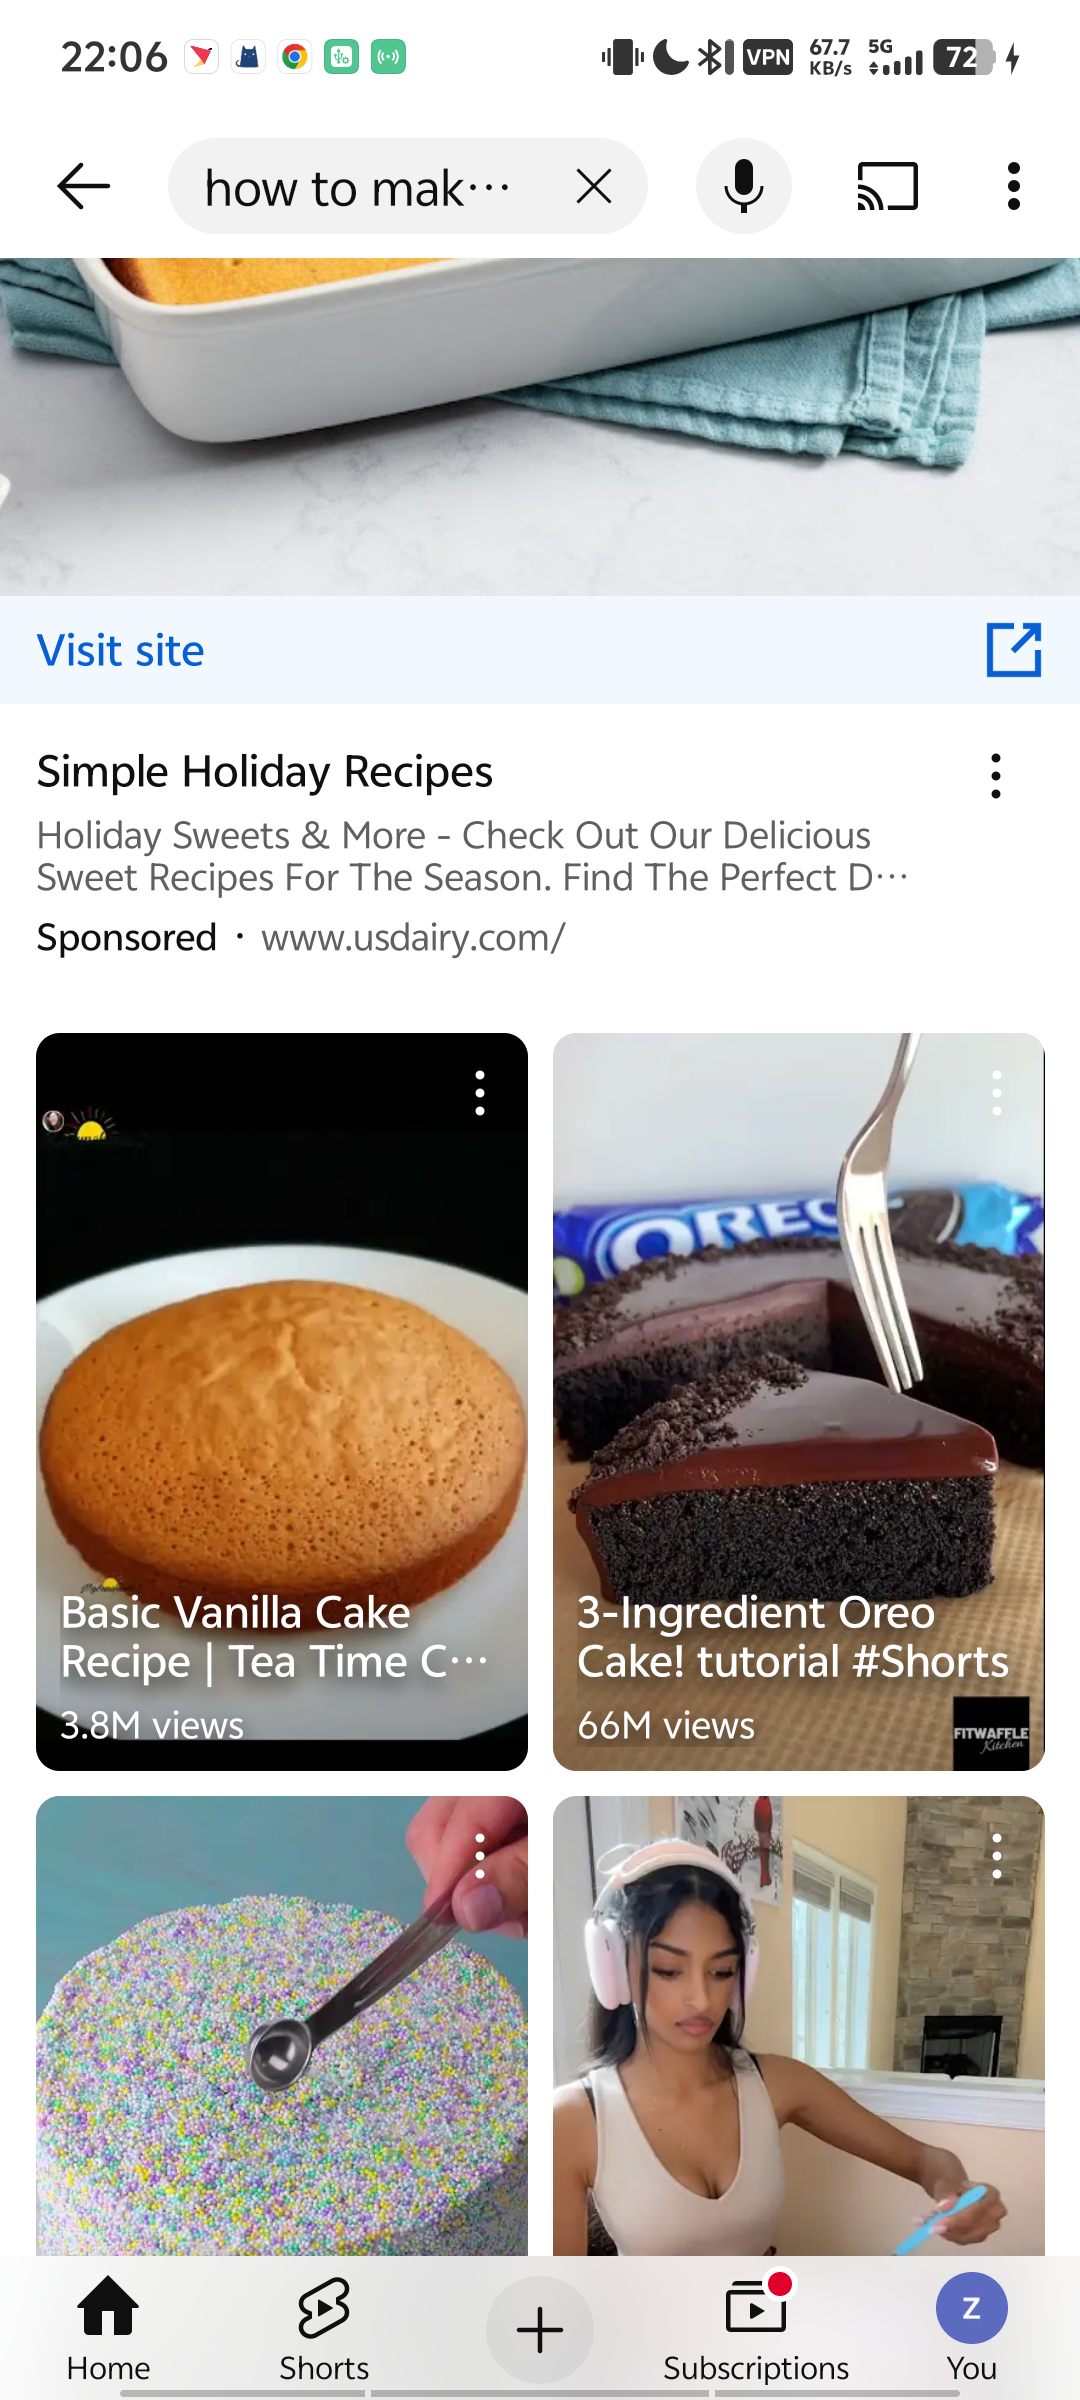 22:06
VPN
67.7
KB/s
5G
72
how to mak···
Visit site
Simple Holiday Recipes
Holiday Sweets & More - Check Out Our Delicious
Sweet Recipes For The Season. Find The Perfect D···
Sponsored · www.usdairy.com/
OREO
Basic Vanilla Cake
Recipe | Tea Time C···
3.8M views
3-Ingredient Oreo
Cake! tutorial #Shorts
66M views
FITWAFFLE
Kitchen
Home
Shorts
Subscriptions
Z
You